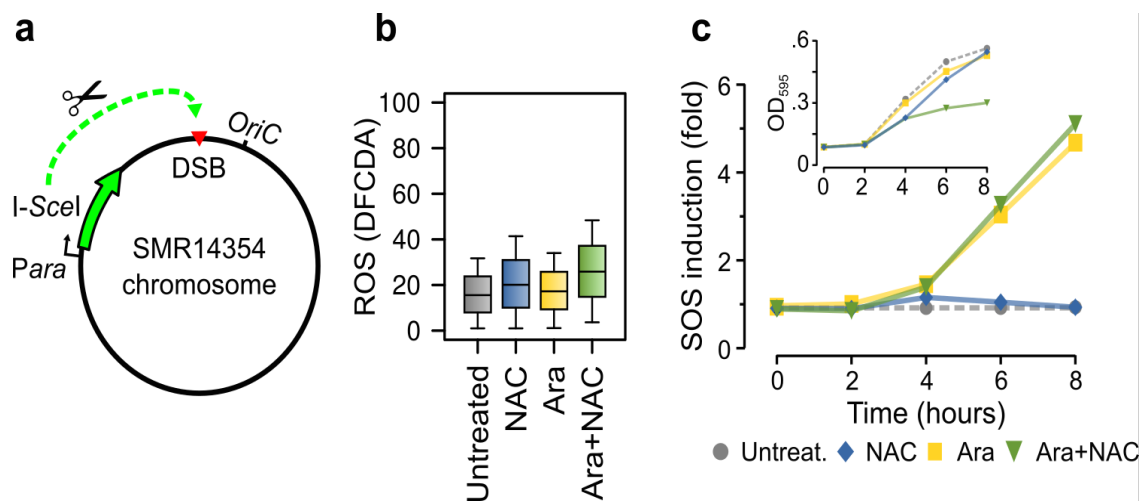 a
OriC
DSB
I-SceI
Para
SMR14354
chromosome
b
ROS (DFCDA)
100
80
60
40
20
0
Untreated
NAC
Ara
Ara+NAC
c
SOS induction (fold)
6
4
2
0
0 2 4 6 8
Time (hours)
OD595
.6
.3
0
0 2 4 6 8
Untreat. NAC Ara Ara+NAC